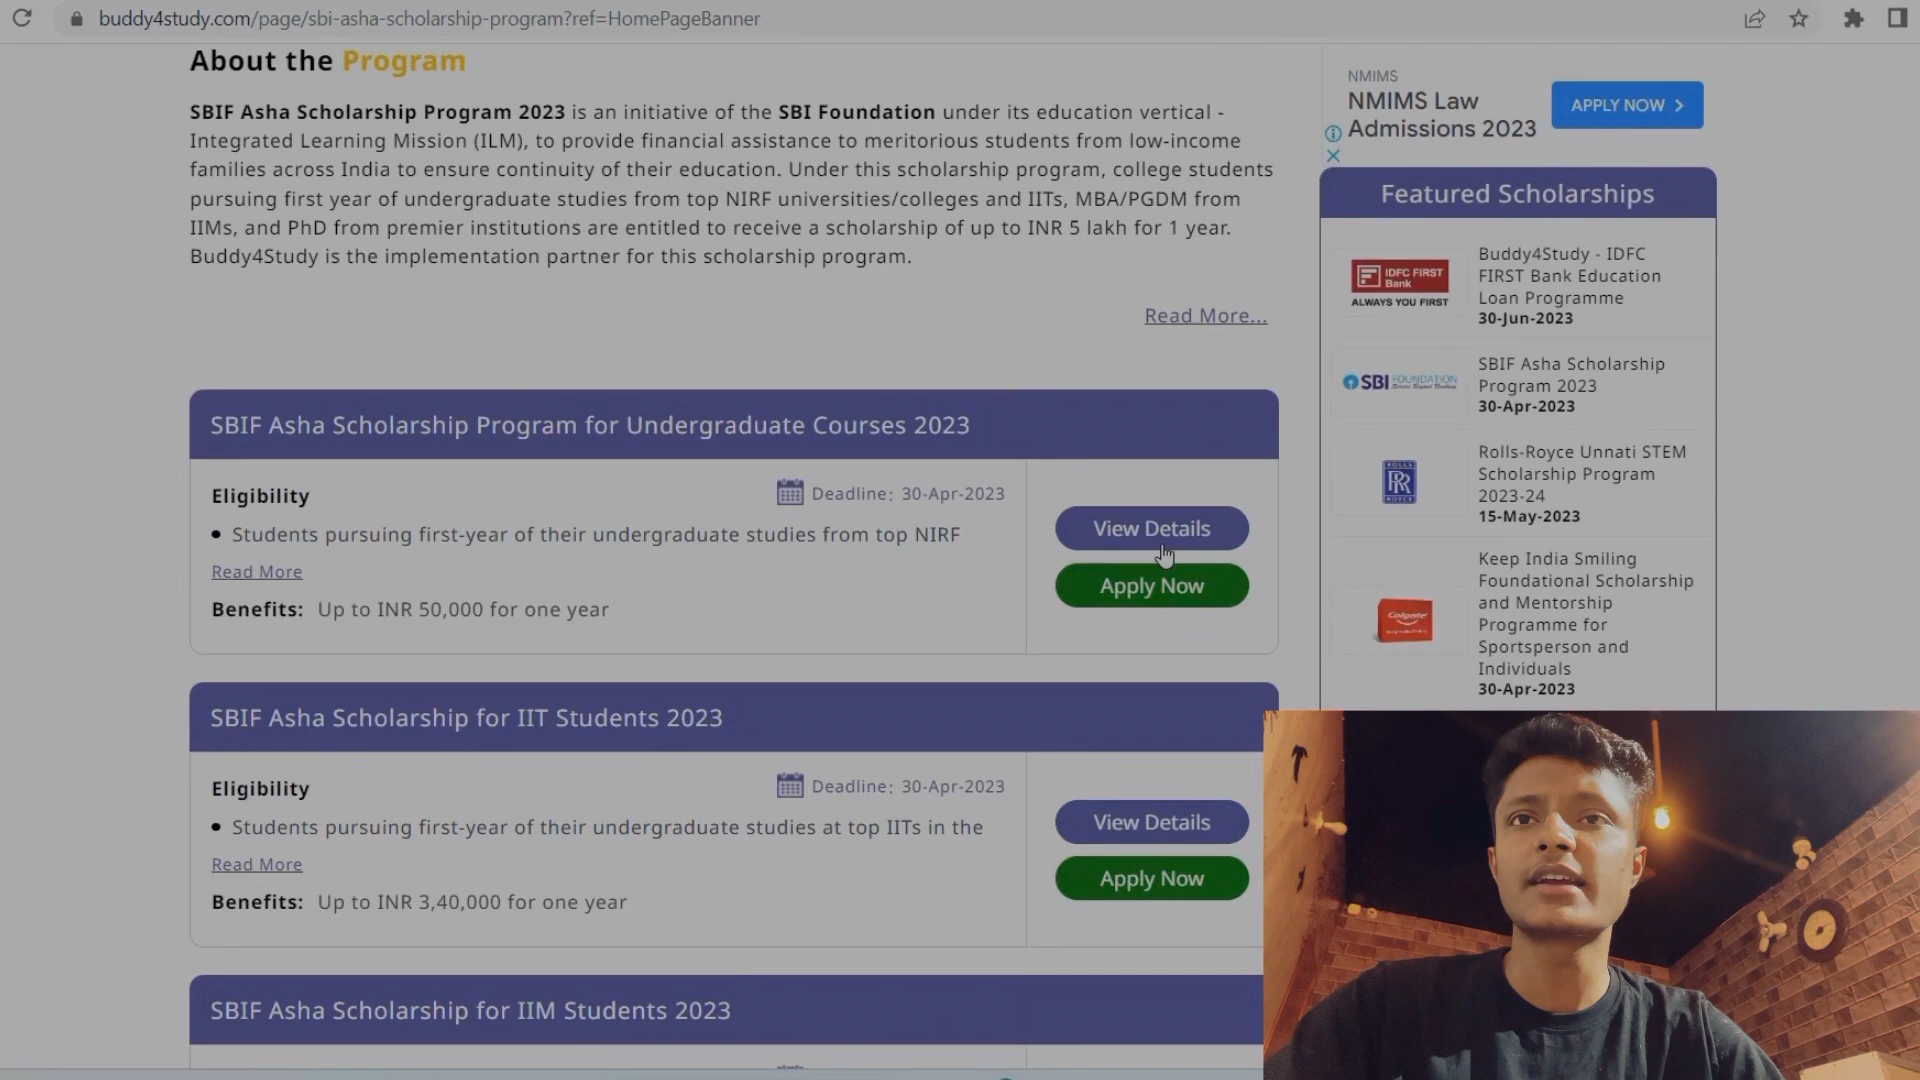 buddy4study.com/page/sbi-asha-scholarship-program?ref=HomePageBanner
About the Program
SBIF Asha Scholarship Program 2023 is an initiative of the SBI Foundation under its education vertical -
Integrated Learning Mission (ILM), to provide financial assistance to meritorious students from low-income
families across India to ensure continuity of their education. Under this scholarship program, college students
pursuing first year of undergraduate studies from top NIRF universities/colleges and IITs, MBA/PGDM from
IIMs, and PhD from premier institutions are entitled to receive a scholarship of up to INR 5 lakh for 1 year.
Buddy4Study is the implementation partner for this scholarship program.
Read More...
SBIF Asha Scholarship Program for Undergraduate Courses 2023
Eligibility
Deadline: 30-Apr-2023
• Students pursuing first-year of their undergraduate studies from top NIRF
Read More
Benefits: Up to INR 50,000 for one year
View Details
Apply Now
SBIF Asha Scholarship for IIT Students 2023
Eligibility
Deadline: 30-Apr-2023
• Students pursuing first-year of their undergraduate studies at top IITs in the
Read More
Benefits: Up to INR 3,40,000 for one year
View Details
Apply Now
SBIF Asha Scholarship for IIM Students 2023
NMIMS
NMIMS Law
Admissions 2023
APPLY NOW
Featured Scholarships
IDFC FIRST
Bank
ALWAYS YOU FIRST
Buddy4Study - IDFC
FIRST Bank Education
Loan Programme
30-Jun-2023
SBI FOUNDATION
SBIF Asha Scholarship
Program 2023
30-Apr-2023
ROLLS
RR
ROYCE
Rolls-Royce Unnati STEM
Scholarship Program
2023-24
15-May-2023
Colgate
Keep India Smiling
Foundational Scholarship
and Mentorship
Programme for
Sportsperson and
Individuals
30-Apr-2023